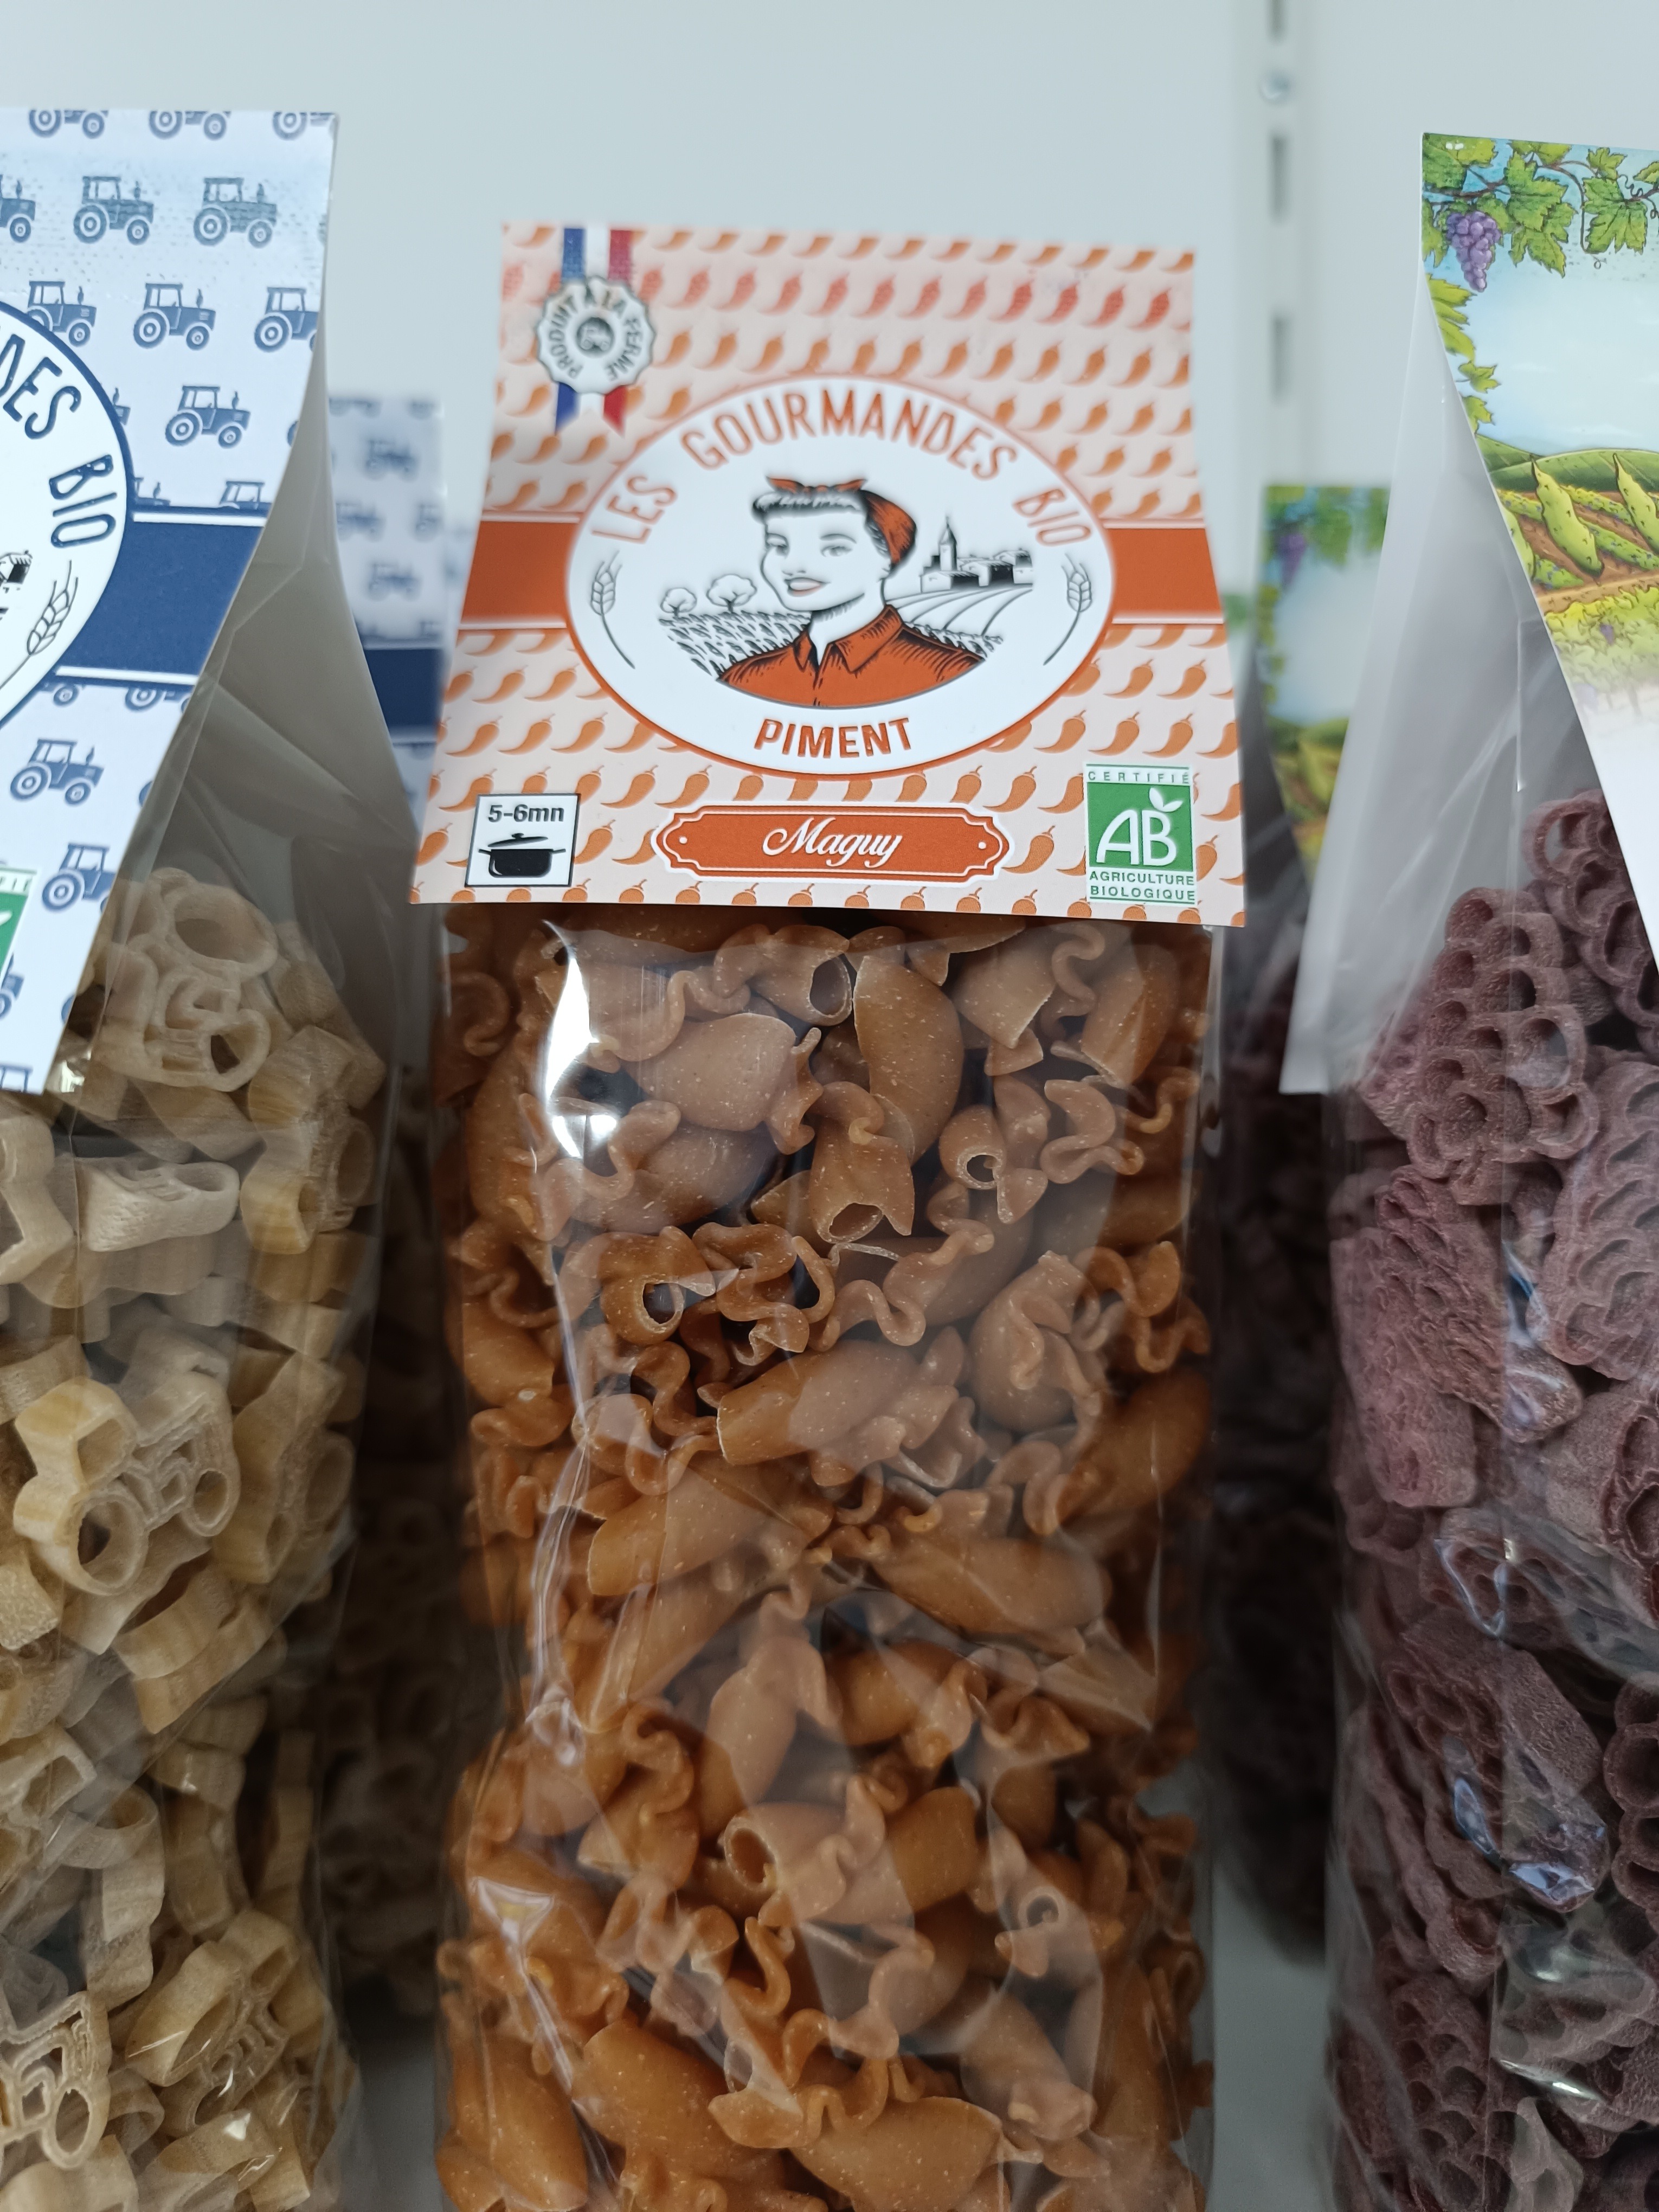 DES BIO
PRODUIT A LA FERME
LES GOURMANDES BIO
PIMENT
5-6mn
Maguy
CERTIFIÉ
AB
AGRICULTURE
BIOLOGIQUE